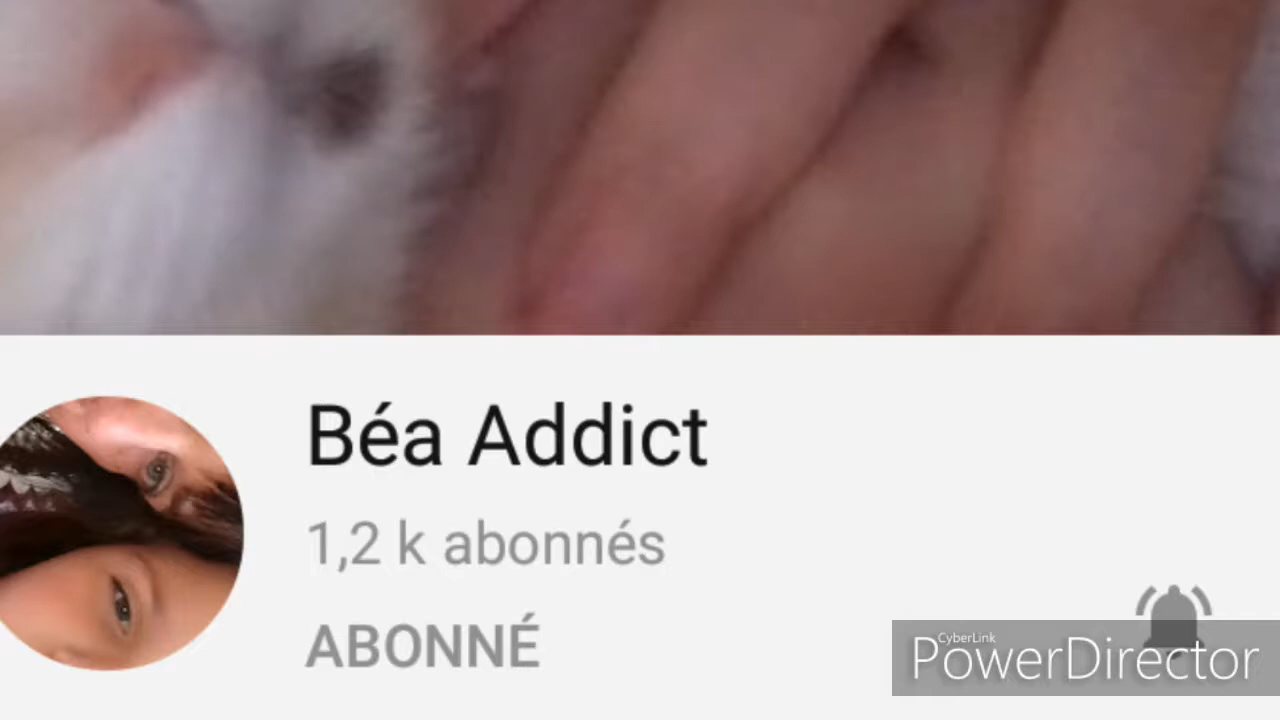 Béa Addict
1,2 k abonnés
ABONNÉ
CyberLink
PowerDirector